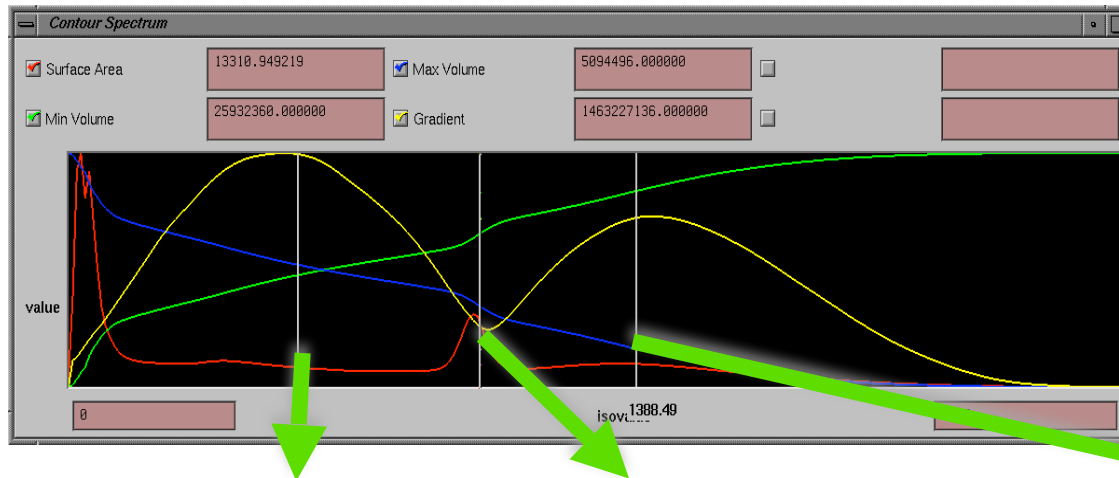 Contour Spectrum
Surface Area 13310.949219 Max Volume 5094496.000000
Min Volume 25932360.000000 Gradient 1463227136.000000
value
0 1388.49